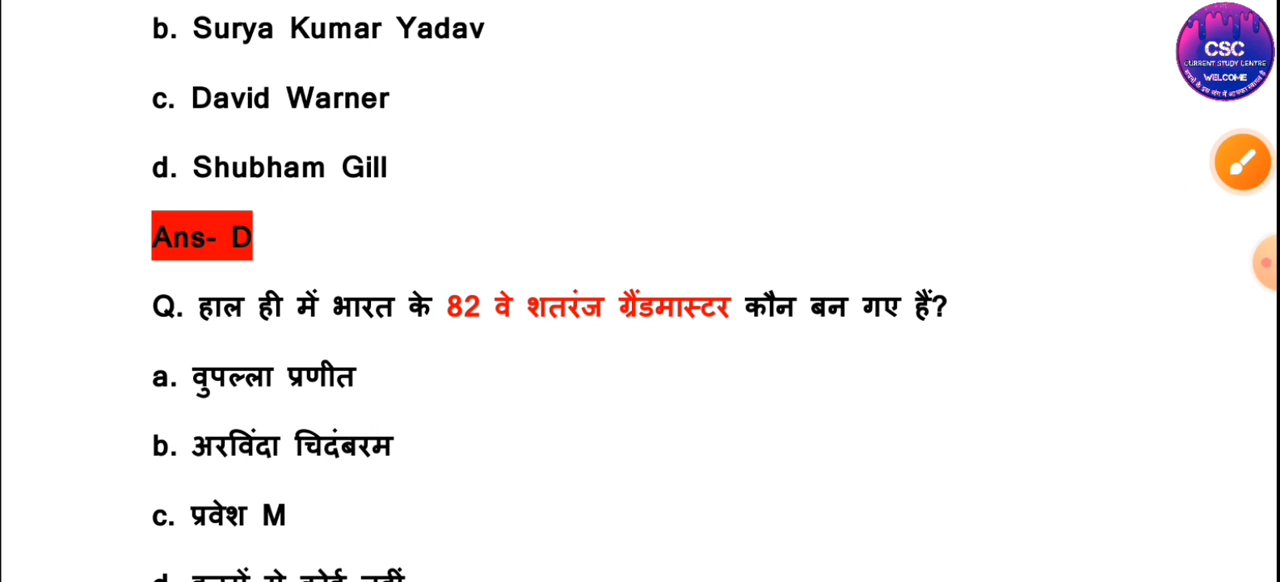 b. Surya Kumar Yadav
CSC
CURRENT STUDY CENTRE
WELCOME
c. David Warner
d. Shubham Gill
Ans- D
Q. हाल ही में भारत के 82 वे शतरंज ग्रैंडमास्टर कौन बन गए हैं?
a. वुपल्ला प्रणीत
b. अरविंदा चिदंबरम
c. प्रवेश M